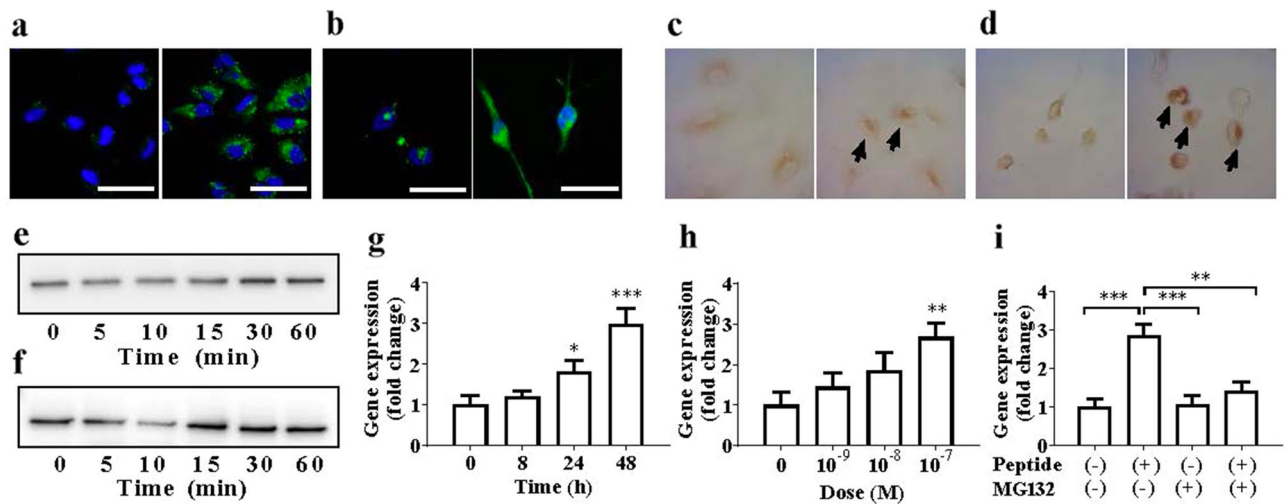 a b c d
e
0 5 10 15 30 60
Time (min)
f
0 5 10 15 30 60
Time (min)
g
Gene expression
(fold change)
4
3
2
1
0
* ***
0 8 24 48
Time (h)
h
Gene expression
(fold change)
4
3
2
1
0
**
0 10⁻⁹ 10⁻⁸ 10⁻⁷
Dose (M)
i
Gene expression
(fold change)
4
3
2
1
0
**
*** ***
Peptide (-) (+) (-) (+)
MG132 (-) (-) (+) (+)